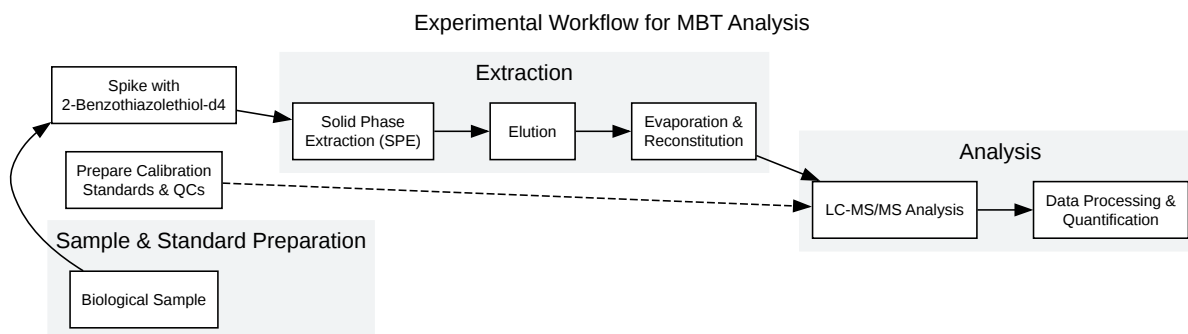 Experimental Workflow for MBT Analysis
Extraction
Spike with
2-Benzothiazolethiol-d4
Solid Phase
Extraction (SPE)
Elution
Evaporation &
Reconstitution
Analysis
Prepare Calibration
Standards & QCs
LC-MS/MS Analysis
Data Processing &
Quantification
Sample & Standard Preparation
Biological Sample